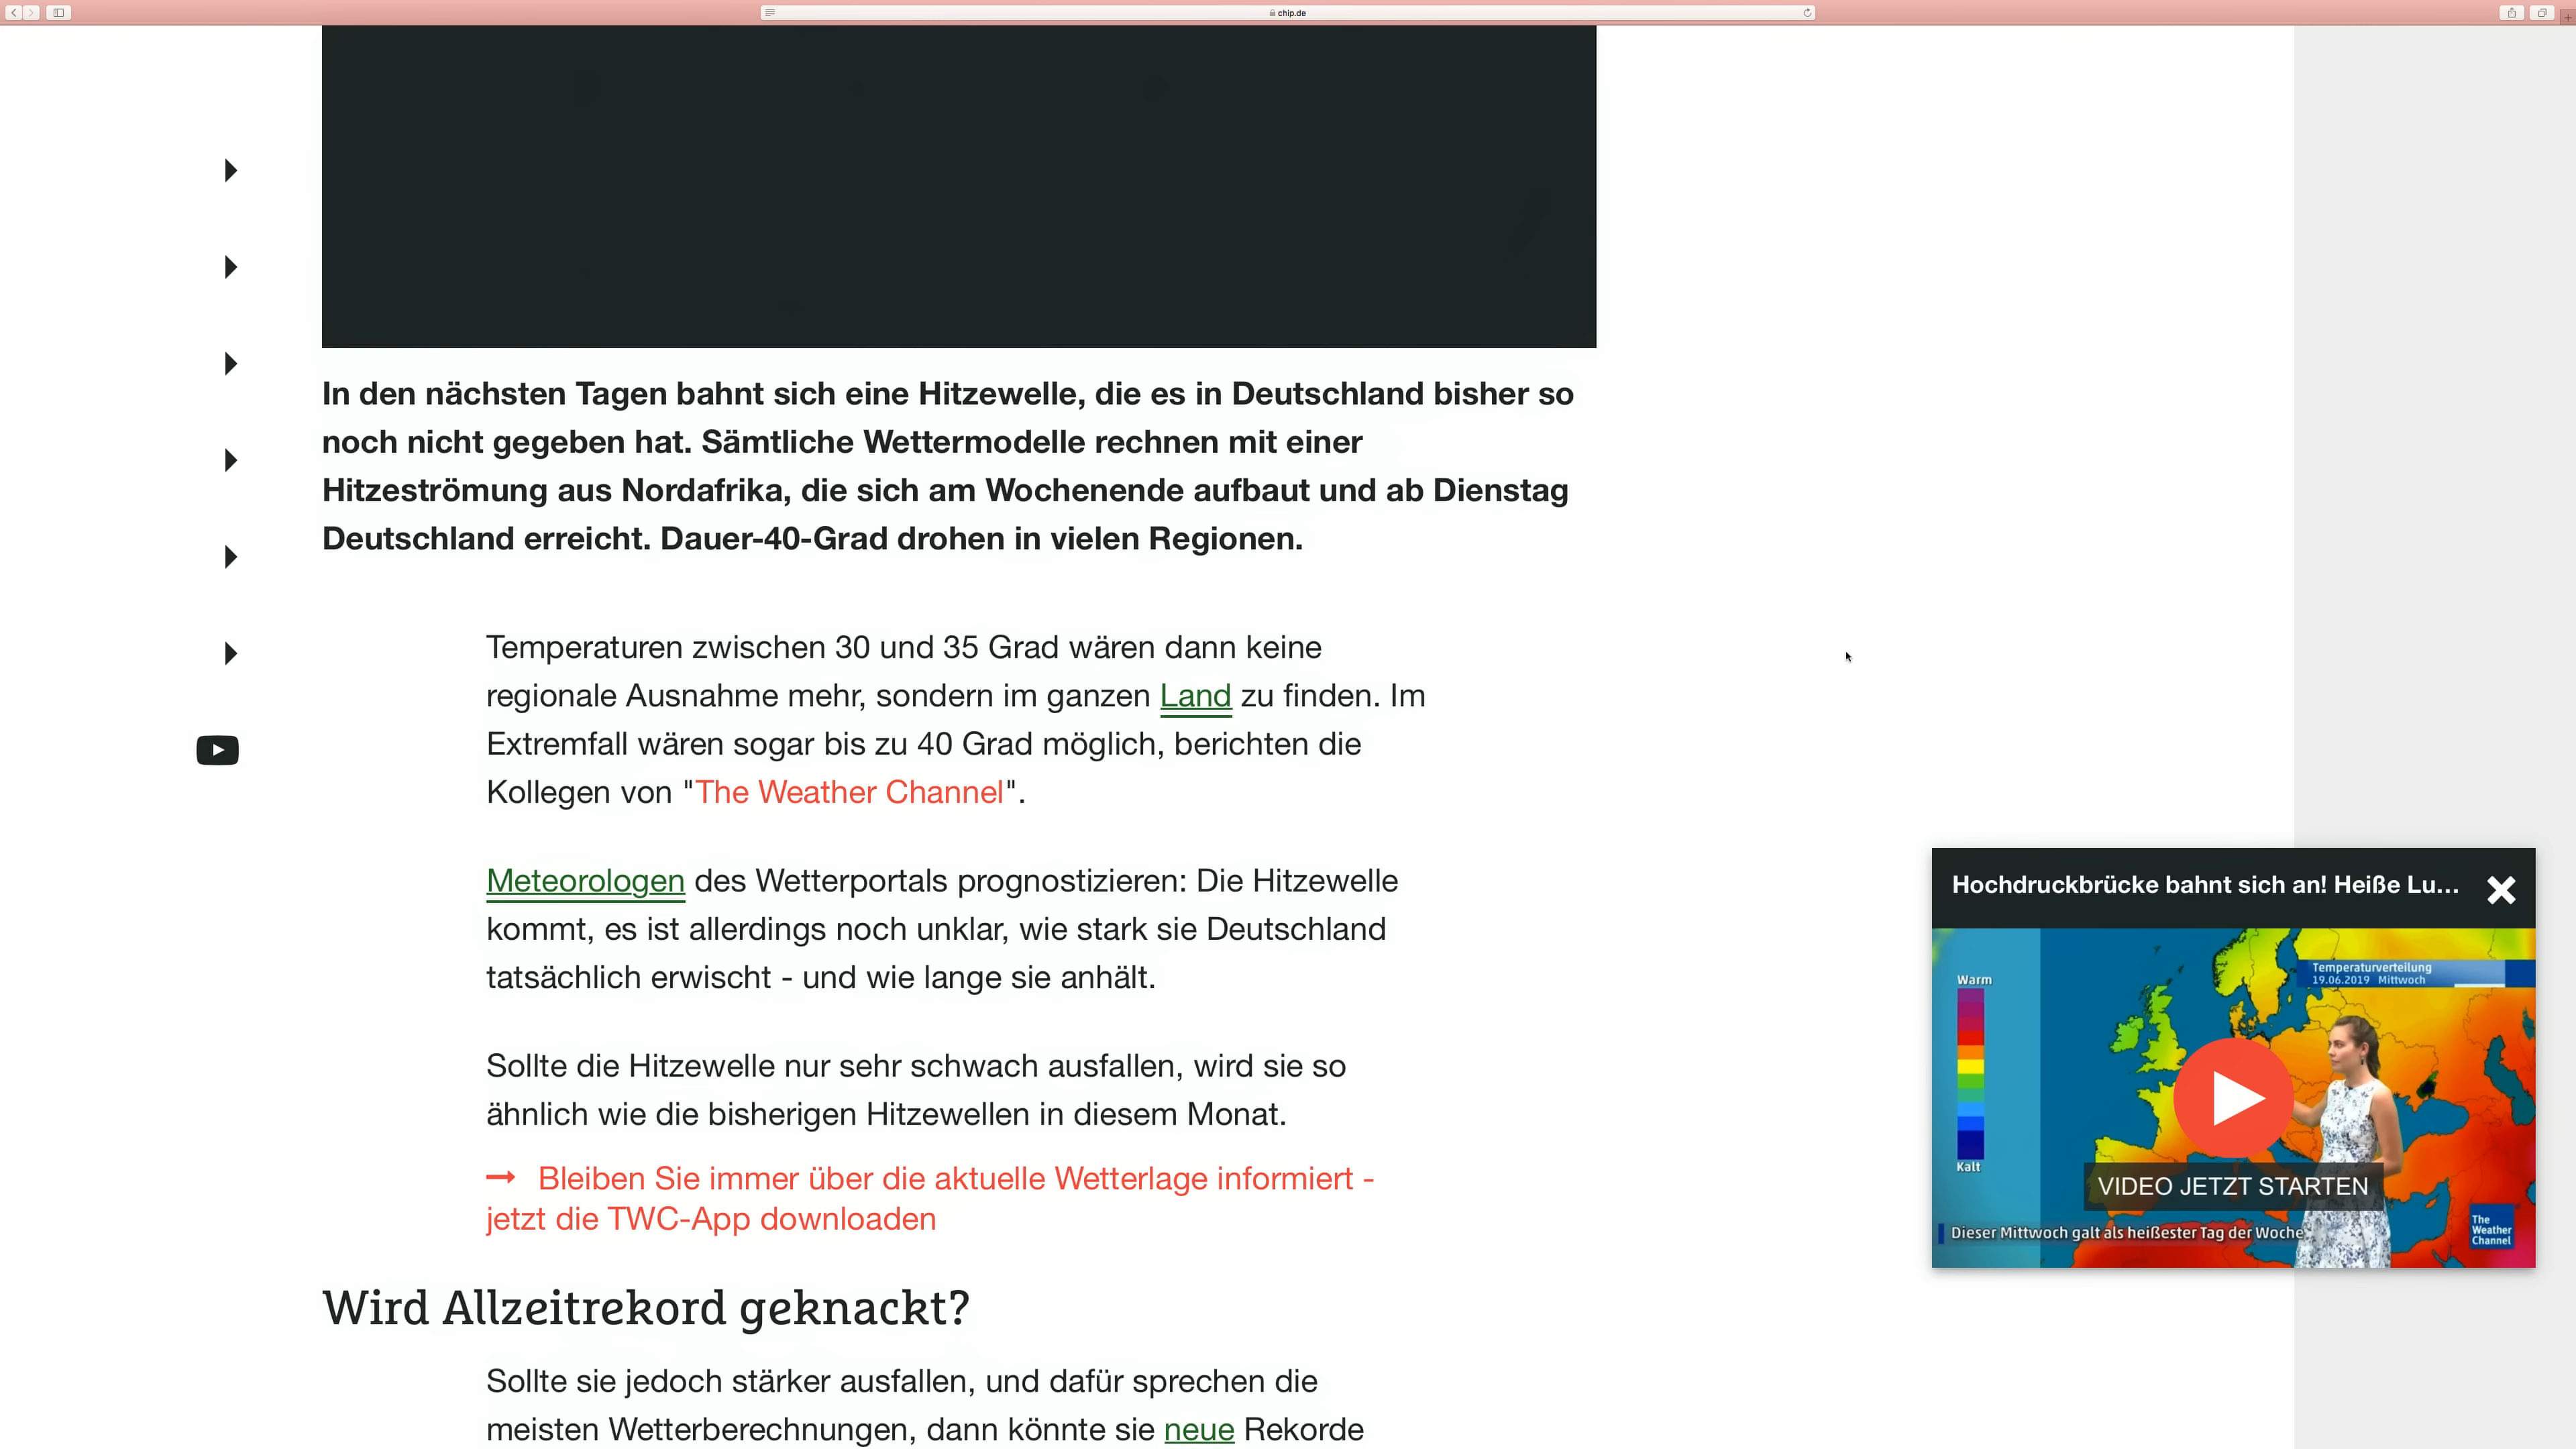 chip.de
In den nächsten Tagen bahnt sich eine Hitzewelle, die es in Deutschland bisher so
noch nicht gegeben hat. Sämtliche Wettermodelle rechnen mit einer
Hitzeströmung aus Nordafrika, die sich am Wochenende aufbaut und ab Dienstag
Deutschland erreicht. Dauer-40-Grad drohen in vielen Regionen.
Temperaturen zwischen 30 und 35 Grad wären dann keine
regionale Ausnahme mehr, sondern im ganzen Land zu finden. Im
Extremfall wären sogar bis zu 40 Grad möglich, berichten die
Kollegen von "The Weather Channel".
Meteorologen des Wetterportals prognostizieren: Die Hitzewelle
kommt, es ist allerdings noch unklar, wie stark sie Deutschland
tatsächlich erwischt - und wie lange sie anhält.
Sollte die Hitzewelle nur sehr schwach ausfallen, wird sie so
ähnlich wie die bisherigen Hitzewellen in diesem Monat.
Bleiben Sie immer über die aktuelle Wetterlage informiert -
jetzt die TWC-App downloaden
Wird Allzeitrekord geknackt?
Sollte sie jedoch stärker ausfallen, und dafür sprechen die
meisten Wetterberechnungen, dann könnte sie neue Rekorde
Hochdruckbrücke bahnt sich an! Heiße Lu...
Temperaturverteilung
19.06.2019 Mittwoch
Warm
Kalt
VIDEO JETZT STARTEN
Dieser Mittwoch galt als heißester Tag der Woche
The
Weather
Channel